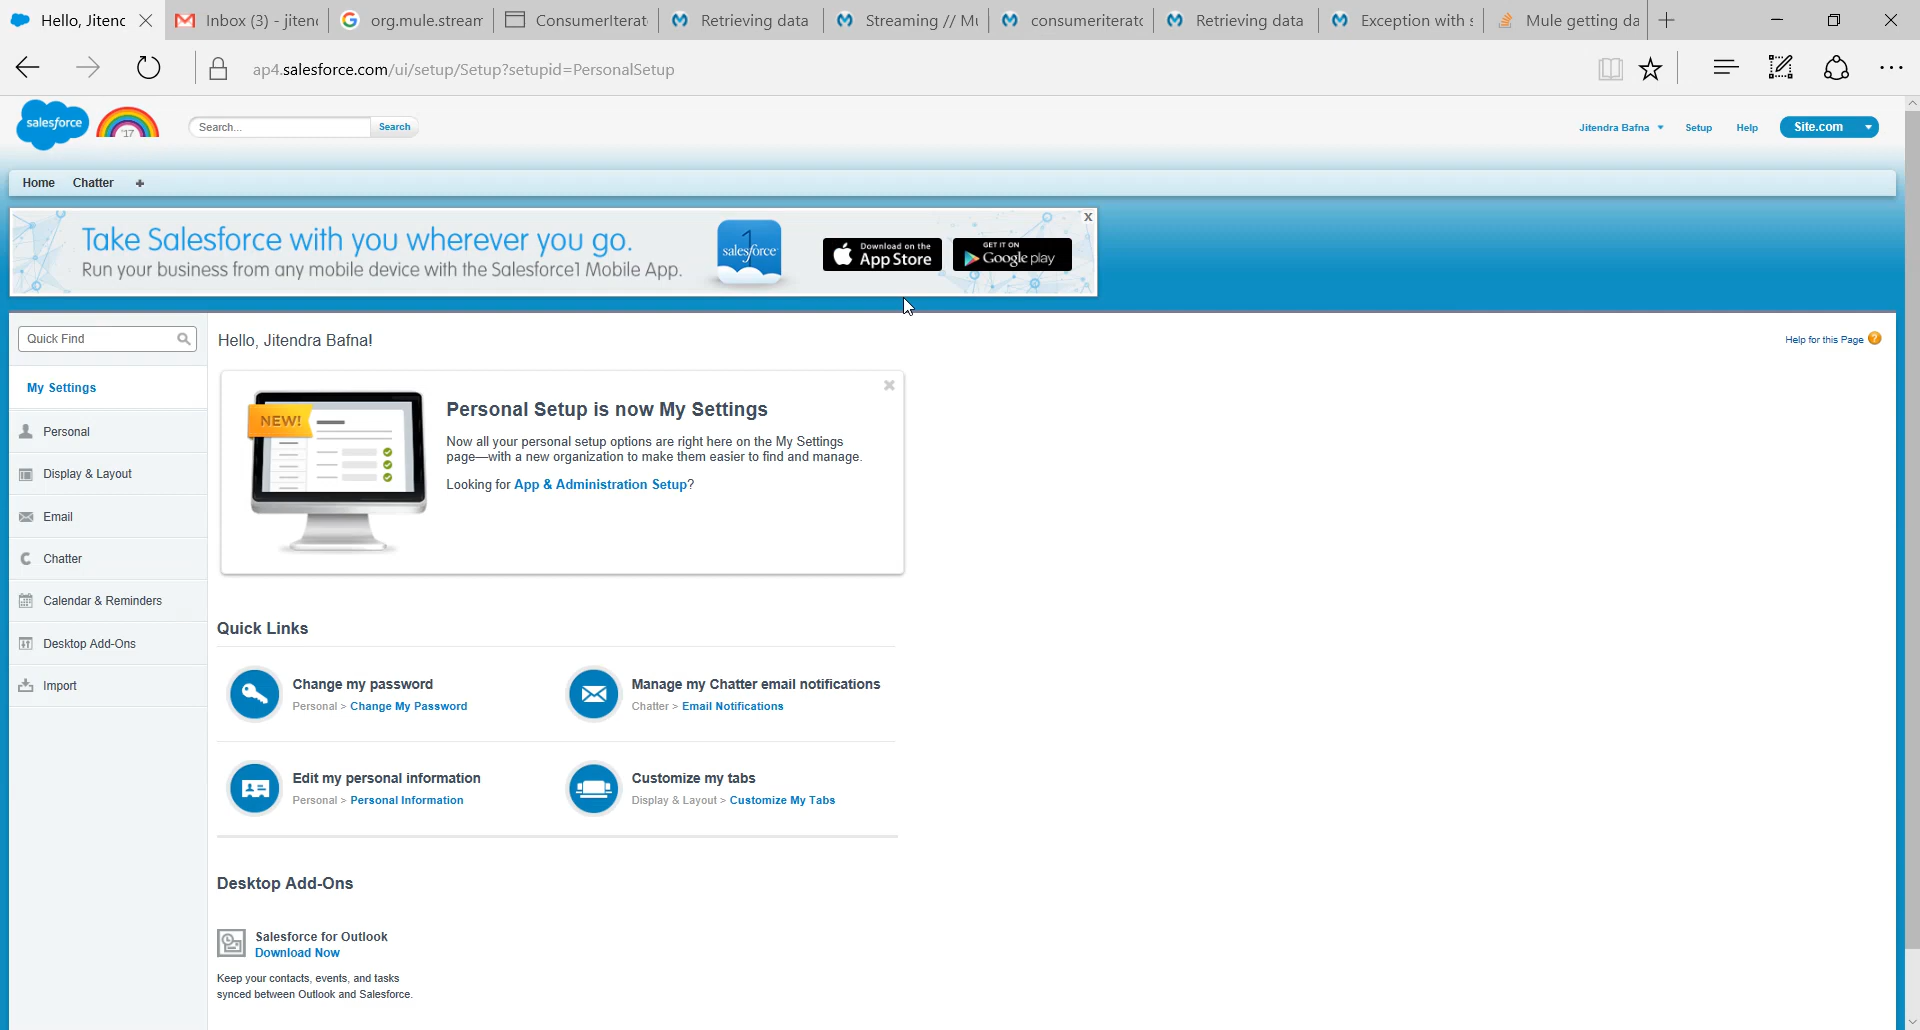 Hello, Jitenc
Inbox (3) - jiten
org.mule.stream
ConsumerIterat
Retrieving data
Streaming // Mu
consumeriterato
Retrieving data
Exception with s
Mule getting da
ap4.salesforce.com/ui/setup/Setup?setupid=PersonalSetup
salesforce
'17
Search...
Search
Jitendra Bafna
Setup
Help
Site.com
Home
Chatter
Take Salesforce with you wherever you go.
Run your business from any mobile device with the Salesforce1 Mobile App.
1
salesforce
Download on the
App Store
GET IT ON
Google play
X
Quick Find
Hello, Jitendra Bafna!
Help for this Page
?
My Settings
Personal
Display & Layout
Email
Chatter
Calendar & Reminders
Desktop Add-Ons
Import
NEW!
Personal Setup is now My Settings
Now all your personal setup options are right here on the My Settings
page—with a new organization to make them easier to find and manage.
Looking for App & Administration Setup?
Quick Links
Change my password
Personal > Change My Password
Manage my Chatter email notifications
Chatter > Email Notifications
Edit my personal information
Personal > Personal Information
Customize my tabs
Display & Layout > Customize My Tabs
Desktop Add-Ons
Salesforce for Outlook
Download Now
Keep your contacts, events, and tasks
synced between Outlook and Salesforce.